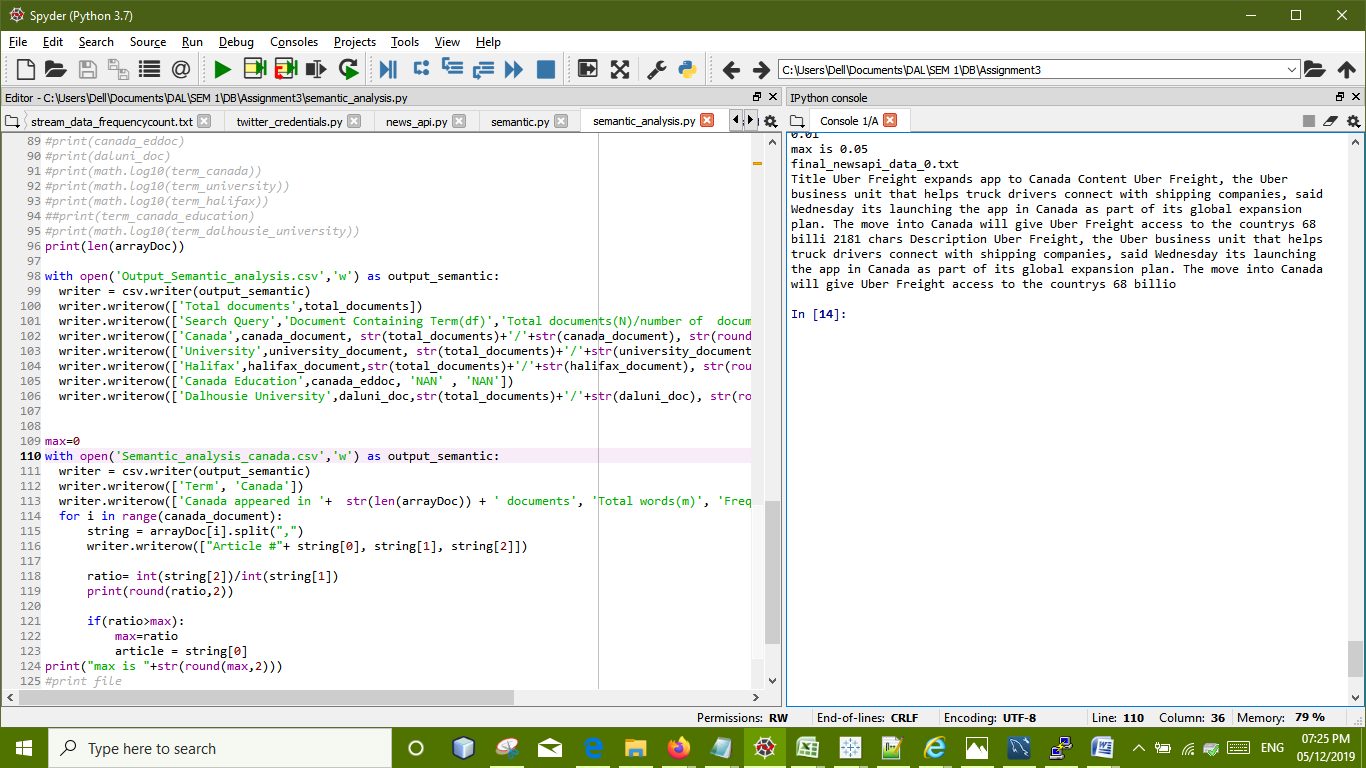 Spyder (Python 3.7)
File Edit Search Source Run Debug Consoles Projects Tools View Help
C:\Users\Dell\Documents\DAL\SEM 1\DB\Assignment3
Editor - C:\Users\Dell\Documents\DAL\SEM 1\DB\Assignment3\semantic_analysis.py
stream_data_frequencycount.txt twitter_credentials.py news_api.py semantic.py semantic_analysis.py
89 #print(canada_eddoc)
90 #print(daluni_doc)
91 #print(math.log10(term_canada))
92 #print(math.log10(term_university))
93 #print(math.log10(term_halifax))
94 ##print(term_canada_education)
95 #print(math.log10(term_dalhousie_university))
96 print(len(arrayDoc))
97
98 with open('Output_Semantic_analysis.csv','w') as output_semantic:
99   writer = csv.writer(output_semantic)
100   writer.writerow(['Total documents',total_documents])
101   writer.writerow(['Search Query','Document Containing Term(df)','Total documents(N)/number of  docum
102   writer.writerow(['Canada',canada_document, str(total_documents)+'/'+str(canada_document), str(round
103   writer.writerow(['University',university_document, str(total_documents)+'/'+str(university_document
104   writer.writerow(['Halifax',halifax_document,str(total_documents)+'/'+str(halifax_document), str(rou
105   writer.writerow(['Canada Education',canada_eddoc, 'NAN' , 'NAN'])
106   writer.writerow(['Dalhousie University',daluni_doc,str(total_documents)+'/'+str(daluni_doc), str(ro
107
108
109 max=0
110 with open('Semantic_analysis_canada.csv','w') as output_semantic:
111   writer = csv.writer(output_semantic)
112   writer.writerow(['Term', 'Canada'])
113   writer.writerow(['Canada appeared in '+  str(len(arrayDoc)) + ' documents', 'Total words(m)', 'Freq
114   for i in range(canada_document):
115       string = arrayDoc[i].split(",")
116       writer.writerow(["Article #"+ string[0], string[1], string[2]])
117
118       ratio= int(string[2])/int(string[1])
119       print(round(ratio,2))
120
121       if(ratio>max):
122           max=ratio
123           article = string[0]
124 print("max is "+str(round(max,2)))
125 #print file
IPython console
Console 1/A
0.01
max is 0.05
final_newsapi_data_0.txt
Title Uber Freight expands app to Canada Content Uber Freight, the Uber
business unit that helps truck drivers connect with shipping companies, said
Wednesday its launching the app in Canada as part of its global expansion
plan. The move into Canada will give Uber Freight access to the countrys 68
billi 2181 chars Description Uber Freight, the Uber business unit that helps
truck drivers connect with shipping companies, said Wednesday its launching
the app in Canada as part of its global expansion plan. The move into Canada
will give Uber Freight access to the countrys 68 billio
In [14]:
Permissions: RW End-of-lines: CRLF Encoding: UTF-8 Line: 110 Column: 36 Memory: 79 %
Type here to search
ENG
07:25 PM
05/12/2019